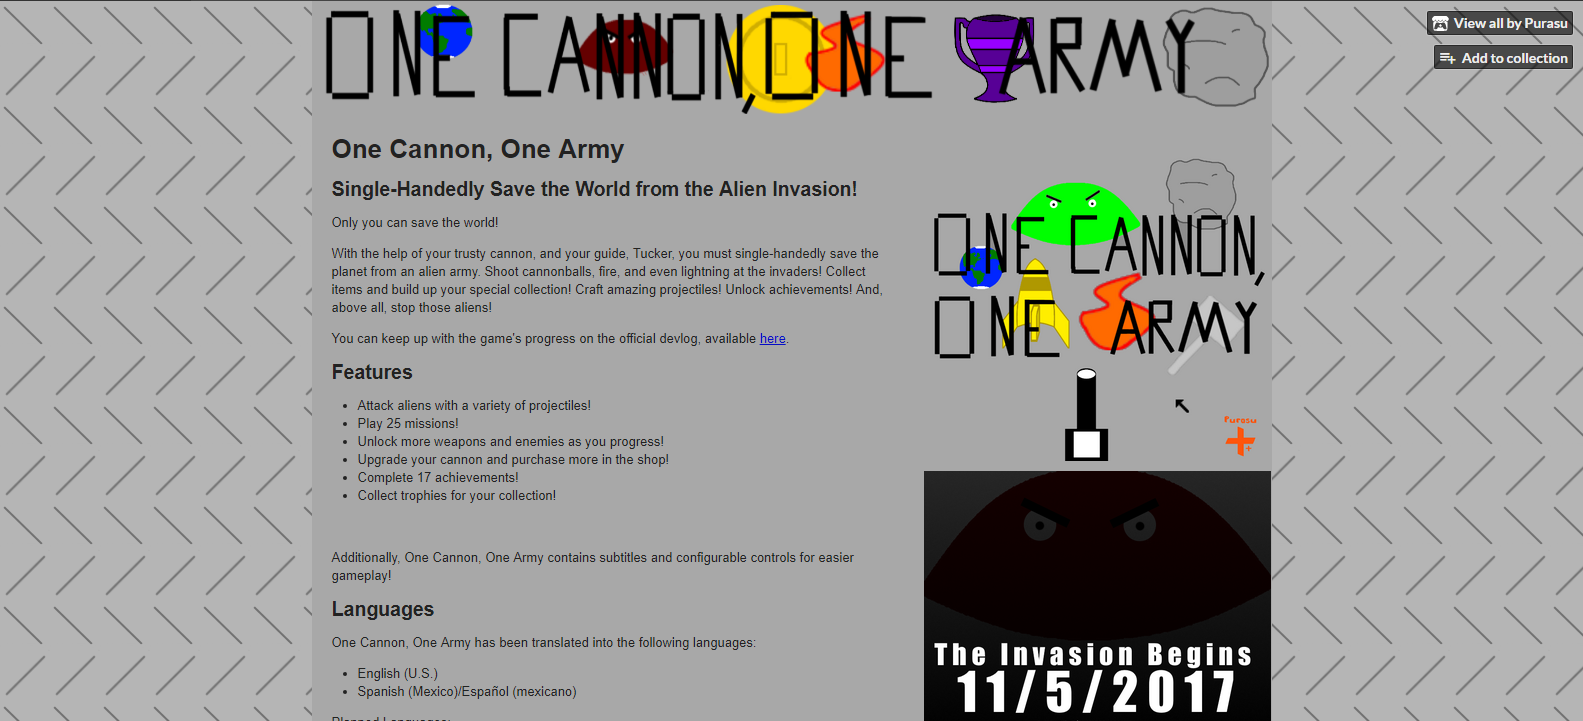 ONE CANNON, ONE ARMY
View all by Purasu
Add to collection
One Cannon, One Army
Single-Handedly Save the World from the Alien Invasion!
Only you can save the world!
With the help of your trusty cannon, and your guide, Tucker, you must single-handedly save the
planet from an alien army. Shoot cannonballs, fire, and even lightning at the invaders! Collect
items and build up your special collection! Craft amazing projectiles! Unlock achievements! And,
above all, stop those aliens!
You can keep up with the game's progress on the official devlog, available here.
Features
• Attack aliens with a variety of projectiles!
• Play 25 missions!
• Unlock more weapons and enemies as you progress!
• Upgrade your cannon and purchase more in the shop!
• Complete 17 achievements!
• Collect trophies for your collection!
Additionally, One Cannon, One Army contains subtitles and configurable controls for easier
gameplay!
Languages
One Cannon, One Army has been translated into the following languages:
• English (U.S.)
• Spanish (Mexico)/Español (mexicano)
Planned Languages:
ONE CANNON,
ONE ARMY
Purasu
The Invasion Begins
11/5/2017